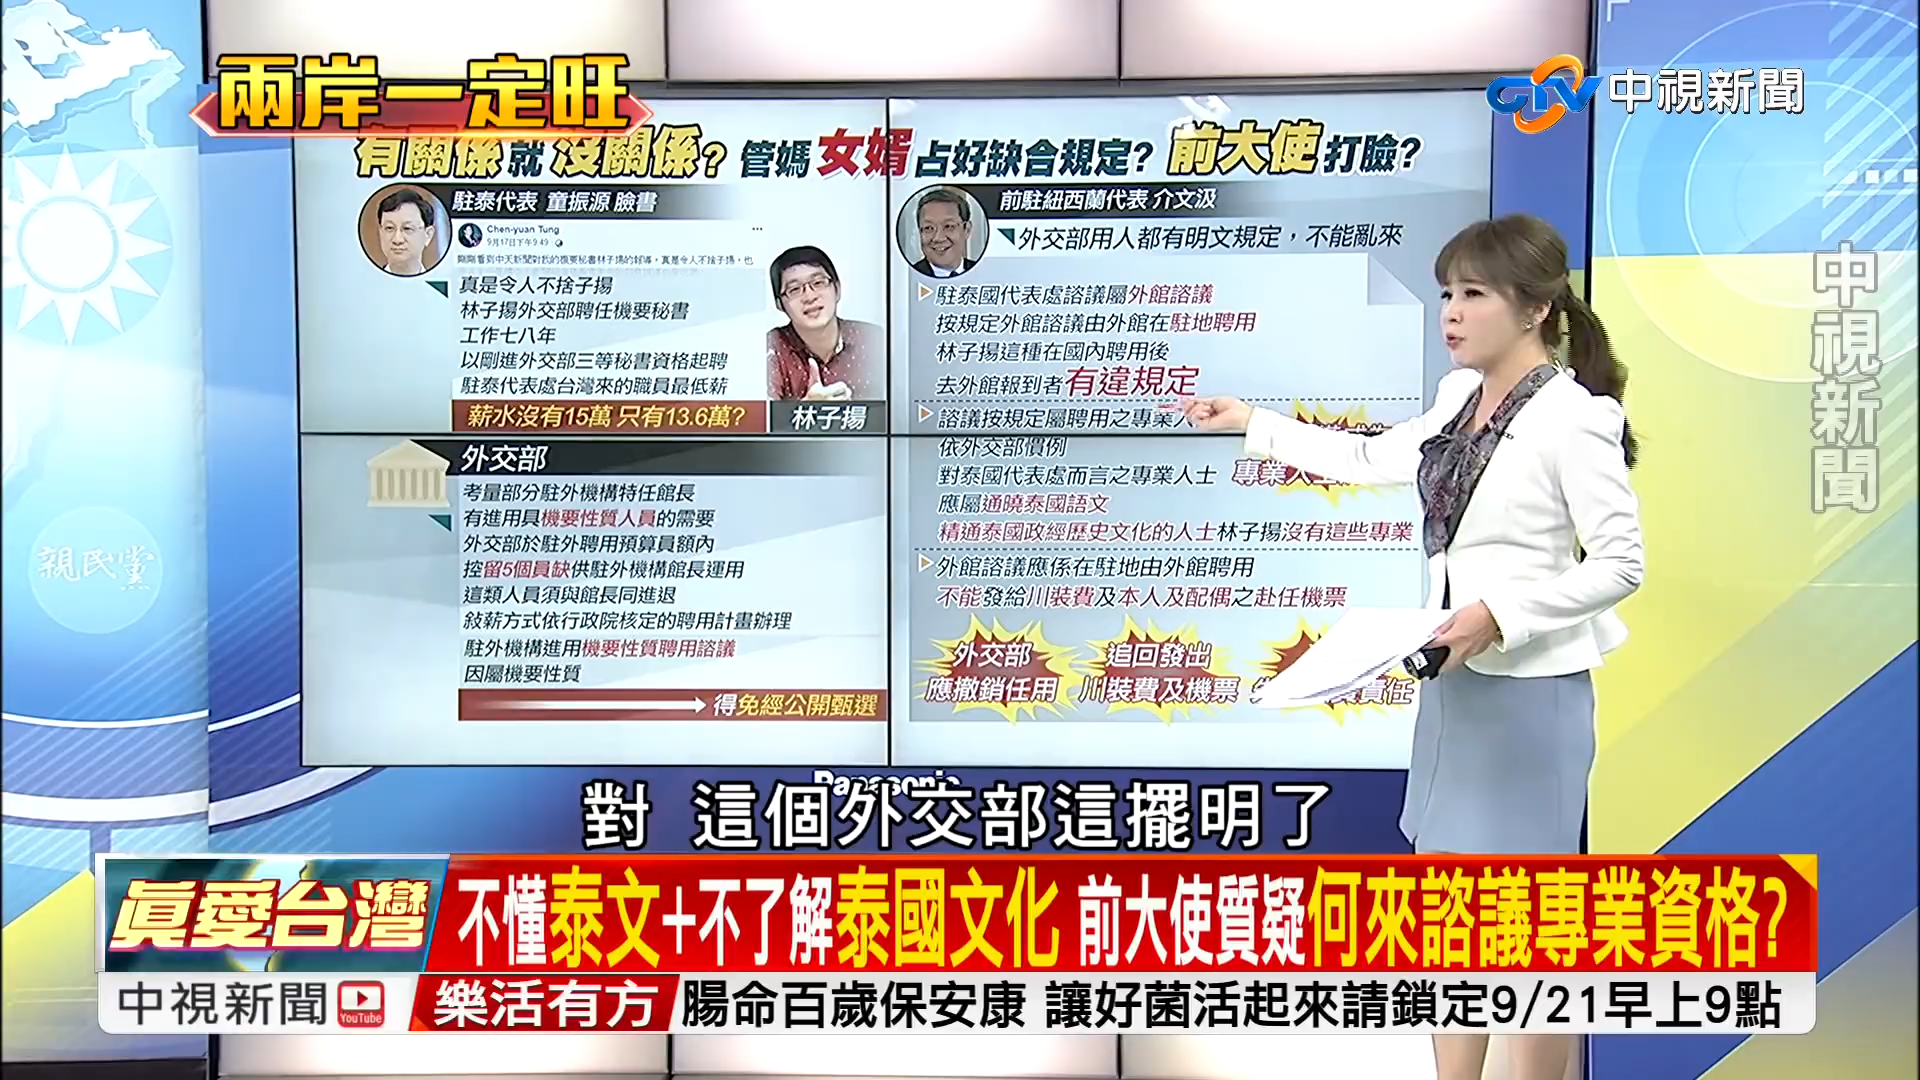 兩岸一定旺
CTV 中視新聞
有關係就沒關係? 管媽女婿占好缺合規定? 前大使打臉?
駐泰代表 童振源 臉書
Chen-yuan Tung
9月17日下午9:49
真是令人不捨子揚
林子揚外交部聘任機要秘書
工作七八年
以剛進外交部三等秘書資格起聘
駐泰代表處台灣來的職員最低薪
薪水沒有15萬 只有13.6萬?
林子揚
外交部
考量部分駐外機構特任館長
有進用具機要性質人員的需要
外交部於駐外聘用預算員額內
控留5個員缺供駐外機構館長運用
這類人員須與館長同進退
敍薪方式依行政院核定的聘用計畫辦理
駐外機構進用機要性質聘用諮議
因屬機要性質
得免經公開甄選
前駐紐西蘭代表 介文汲
外交部用人都有明文規定，不能亂來
駐泰國代表處諮議屬外館諮議
按規定外館諮議由外館在駐地聘用
林子揚這種在國內聘用後
去外館報到者有違規定
諮議按規定屬聘用之專業人
依外交部慣例
對泰國代表處而言之專業人士
專業人
應屬通曉泰國語文
精通泰國政經歷史文化的人士林子揚沒有這些專業
外館諮議應係在駐地由外館聘用
不能發給川裝費及本人及配偶之赴任機票
外交部
應撤銷任用
追回發出
川裝費及機票
責任
中視新聞
親民黨
Panasonic
對 這個外交部這擺明了
眞愛台灣
不懂泰文+不了解泰國文化 前大使質疑何來諮議專業資格?
中視新聞 YouTube
樂活有方
腸命百歲保安康 讓好菌活起來請鎖定9/21早上9點